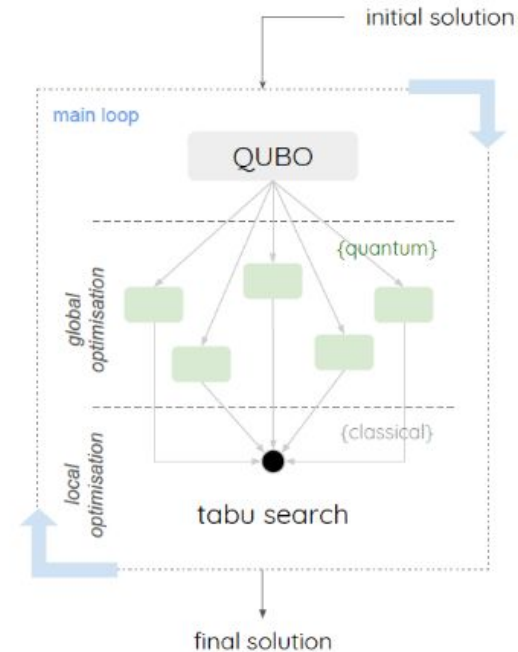 initial solution
main loop
QUBO
{quantum}
global
optimisation
{classical}
local
optimisation
tabu search
final solution